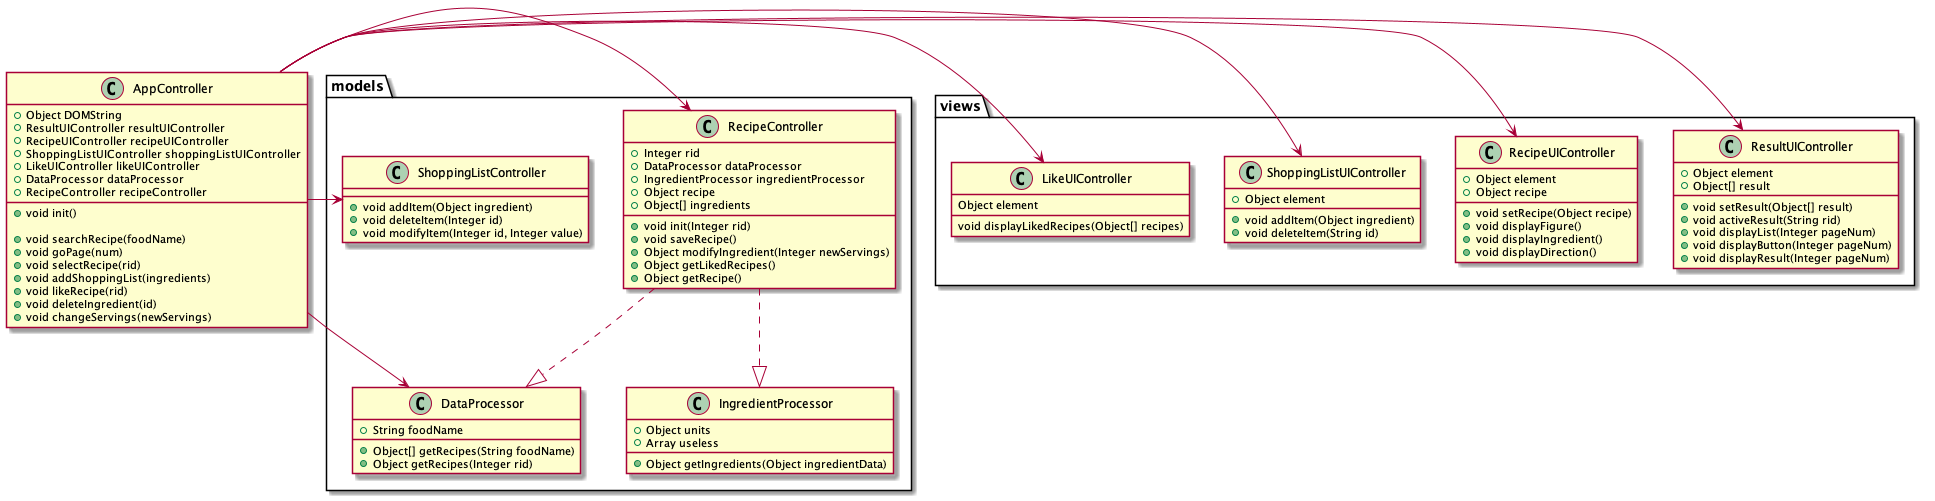 C AppController
Object DOMString
ResultUIController resultUIController
RecipeUIController recipeUIController
ShoppingListUIController shoppingListUIController
LikeUIController likeUIController
DataProcessor dataProcessor
RecipeController recipeController
void init()
void searchRecipe(foodName)
void goPage(num)
void selectRecipe(rid)
void addShoppingList(ingredients)
void likeRecipe(rid)
void deleteIngredient(id)
void changeServings(newServings)
models
C ShoppingListController
void addItem(Object ingredient)
void deleteItem(Integer id)
void modifyItem(Integer id, Integer value)
C RecipeController
Integer rid
DataProcessor dataProcessor
IngredientProcessor ingredientProcessor
Object recipe
Object[] ingredients
void init(Integer rid)
void saveRecipe()
Object modifyIngredient(Integer newServings)
Object getLikedRecipes()
Object getRecipe()
C DataProcessor
String foodName
Object[] getRecipes(String foodName)
Object getRecipes(Integer rid)
C IngredientProcessor
Object units
Array useless
Object getIngredients(Object ingredientData)
views
C LikeUIController
Object element
void displayLikedRecipes(Object[] recipes)
C ShoppingListUIController
Object element
void addItem(Object ingredient)
void deleteItem(String id)
C RecipeUIController
Object element
Object recipe
void setRecipe(Object recipe)
void displayFigure()
void displayIngredient()
void displayDirection()
C ResultUIController
Object element
Object[] result
void setResult(Object[] result)
void activeResult(String rid)
void displayList(Integer pageNum)
void displayButton(Integer pageNum)
void displayResult(Integer pageNum)